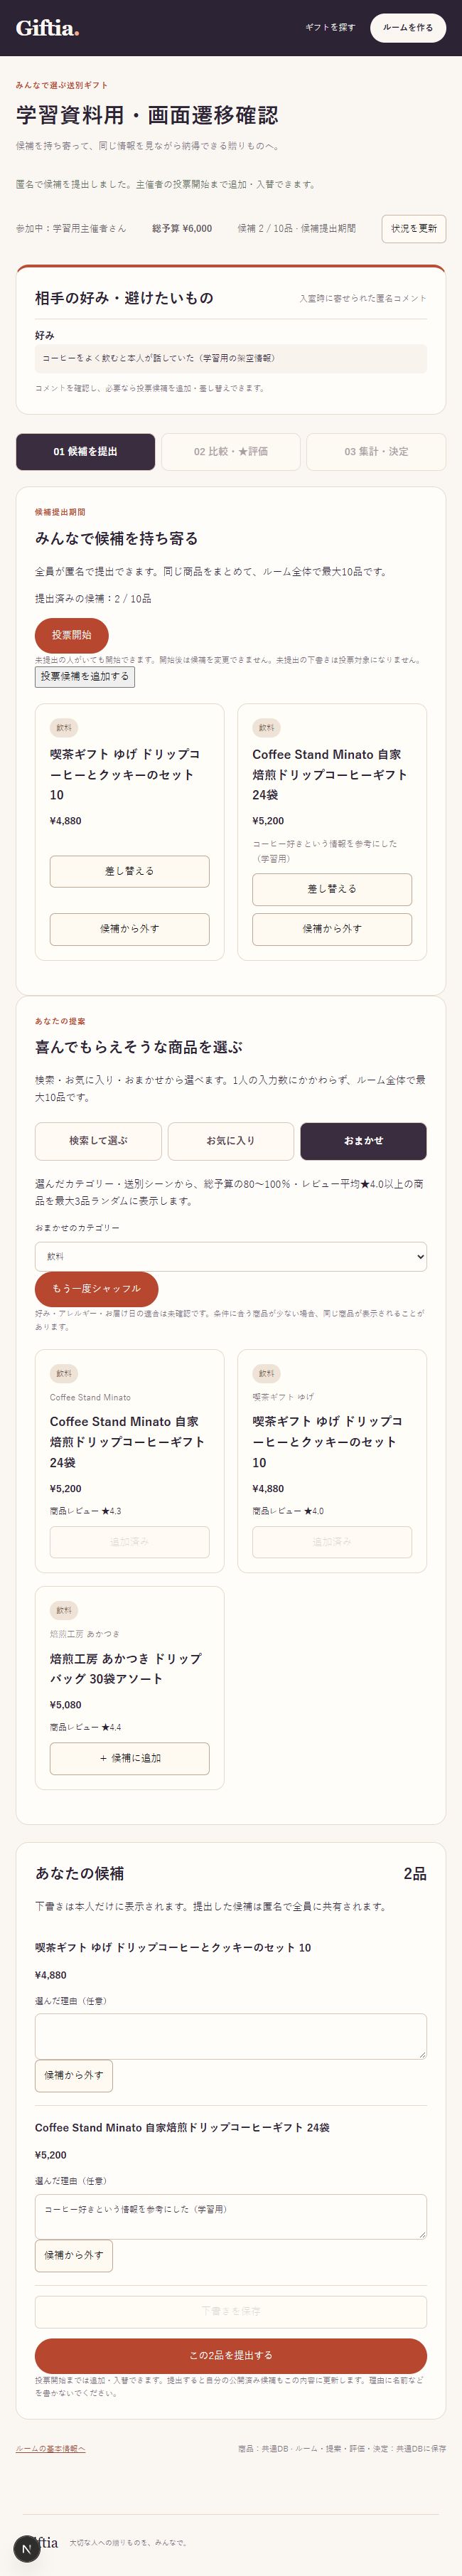 Giftia.
ギフトを探す
ルームを作る
みんなで選ぶ送別ギフト
学習資料用・画面遷移確認
候補を持ち寄って、同じ情報を見ながら納得できる贈りものへ。
匿名で候補を提出しました。主催者の投票開始まで追加・入替できます。
参加中：学習用主催者さん
総予算 ¥6,000
候補 2 / 10品 · 候補提出期間
状況を更新
相手の好み・避けたいもの
入室時に寄せられた匿名コメント
好み
コーヒーをよく飲むと本人が話していた（学習用の架空情報）
コメントを確認し、必要なら投票候補を追加・差し替えできます。
01 候補を提出
02 比較・★評価
03 集計・決定
候補提出期間
みんなで候補を持ち寄る
全員が匿名で提出できます。同じ商品をまとめて、ルーム全体で最大10品です。
提出済みの候補：2 / 10品
投票開始
未提出の人がいても開始できます。開始後は候補を変更できません。未提出の下書きは投票対象になりません。
投票候補を追加する
飲料
喫茶ギフト ゆげ ドリップコ
ーヒーとクッキーのセット
10
¥4,880
差し替える
候補から外す
飲料
Coffee Stand Minato 自家
焙煎ドリップコーヒーギフト
24袋
¥5,200
コーヒー好きという情報を参考にした
（学習用）
差し替える
候補から外す
あなたの提案
喜んでもらえそうな商品を選ぶ
検索・お気に入り・おまかせから選べます。1人の入力数にかかわらず、ルーム全体で最
大10品です。
検索して選ぶ
お気に入り
おまかせ
選んだカテゴリー・送別シーンから、総予算の80〜100%・レビュー平均★4.0以上の商
品を最大3品ランダムに表示します。
おまかせのカテゴリー
飲料
もう一度シャッフル
好み・アレルギー・お届け日の適合は未確認です。条件に合う商品が少ない場合、同じ商品が表示されることが
あります。
飲料
Coffee Stand Minato
Coffee Stand Minato 自家
焙煎ドリップコーヒーギフト
24袋
¥5,200
商品レビュー ★4.3
追加済み
飲料
喫茶ギフト ゆげ
喫茶ギフト ゆげ ドリップコ
ーヒーとクッキーのセット
10
¥4,880
商品レビュー ★4.0
追加済み
飲料
焙煎工房 あかつき
焙煎工房 あかつき ドリップ
バッグ 30袋アソート
¥5,080
商品レビュー ★4.4
＋ 候補に追加
あなたの候補
2品
下書きは本人だけに表示されます。提出した候補は匿名で全員に共有されます。
喫茶ギフト ゆげ ドリップコーヒーとクッキーのセット 10
¥4,880
選んだ理由（任意）
候補から外す
Coffee Stand Minato 自家焙煎ドリップコーヒーギフト 24袋
¥5,200
選んだ理由（任意）
コーヒー好きという情報を参考にした（学習用）
候補から外す
下書きを保存
この2品を提出する
投票開始までは追加・入替できます。提出すると自分の公開済み候補もこの内容に更新します。理由に名前など
を書かないでください。
ルームの基本情報へ
商品：共通DB · ルーム・提案・評価・決定：共通DBに保存
N
iftia
大切な人への贈りものを、みんなで。